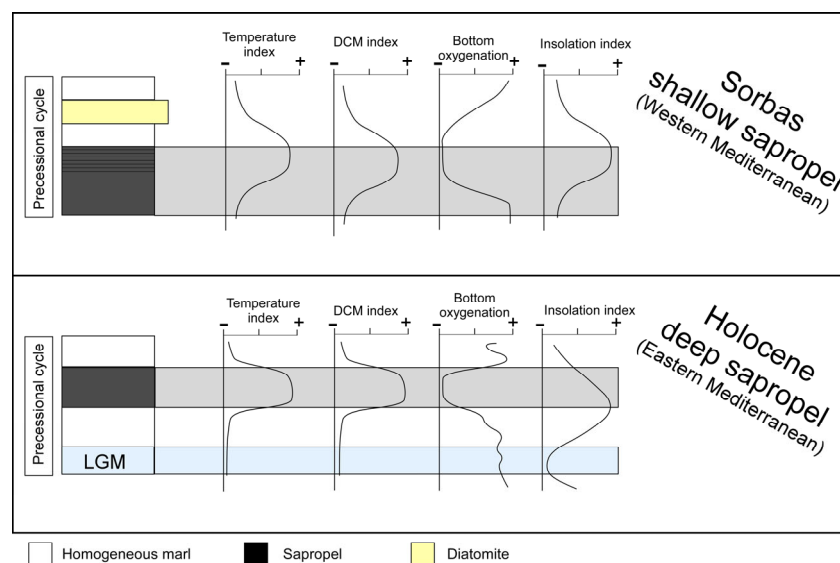 Precessional cycle
Temperature
index
- +
DCM index
- +
Bottom
oxygenation
- +
Insolation index
- +
Sorbas
shallow sapropel
(Western Mediterranean)
Precessional cycle
LGM
Temperature
index
- +
DCM index
- +
Bottom
oxygenation
- +
Insolation index
- +
Holocene
deep sapropel
(Eastern Mediterranean)
Homogeneous marl
Sapropel
Diatomite